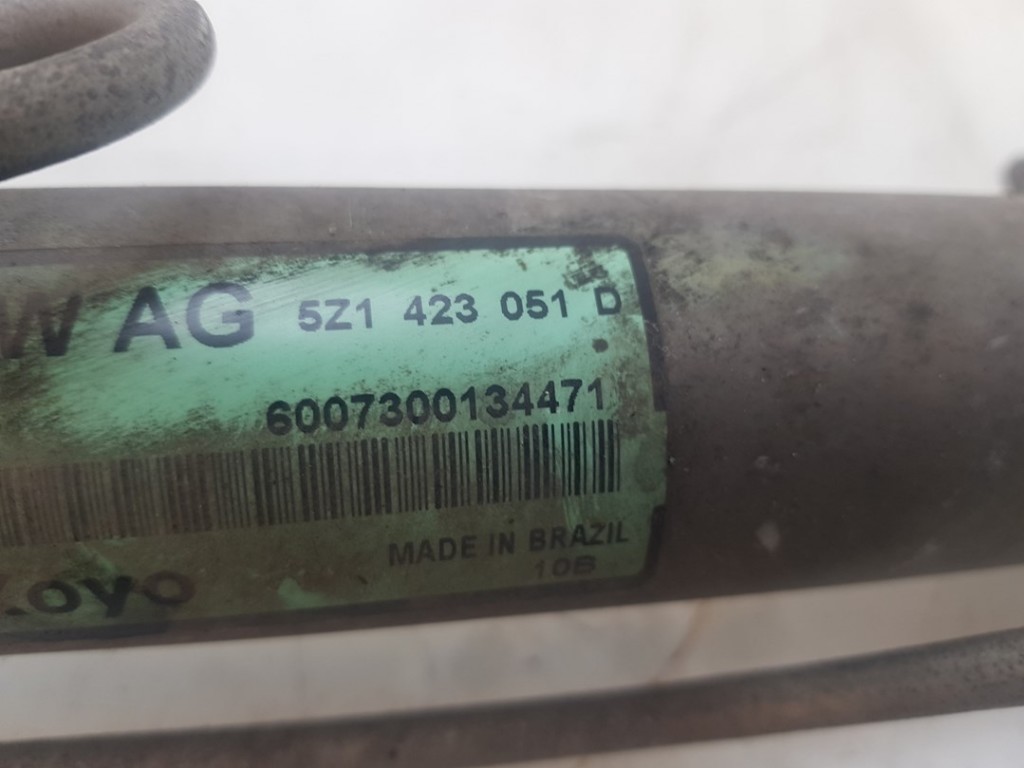 W AG 5Z1 423 051 D
6007300134471
MADE IN BRAZIL
10B